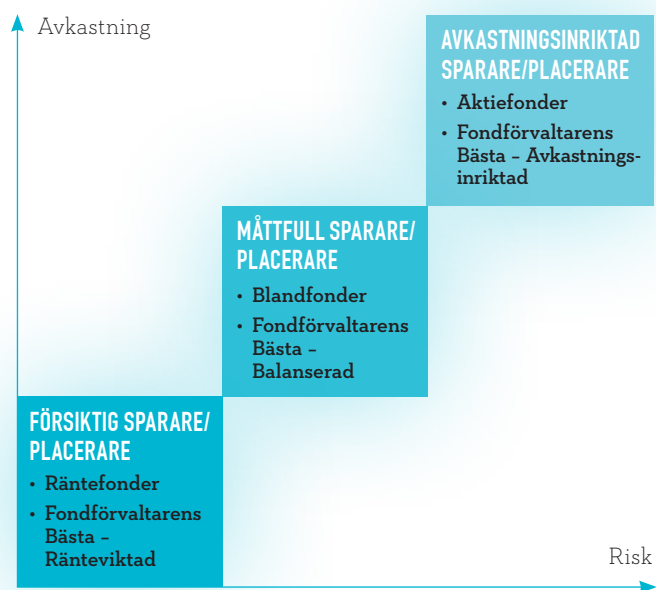 Avkastning
AVKASTNINGSINRIKTAD
SPARARE/PLACERARE
• Aktiefonder
• Fondförvaltarens
Bästa – Avkastnings-
inriktad
MÅTTFULL SPARARE/
PLACERARE
• Blandfonder
• Fondförvaltarens
Bästa –
Balanserad
FÖRSIKTIG SPARARE/
PLACERARE
• Räntefonder
• Fondförvaltarens
Bästa –
Ränteviktad
Risk